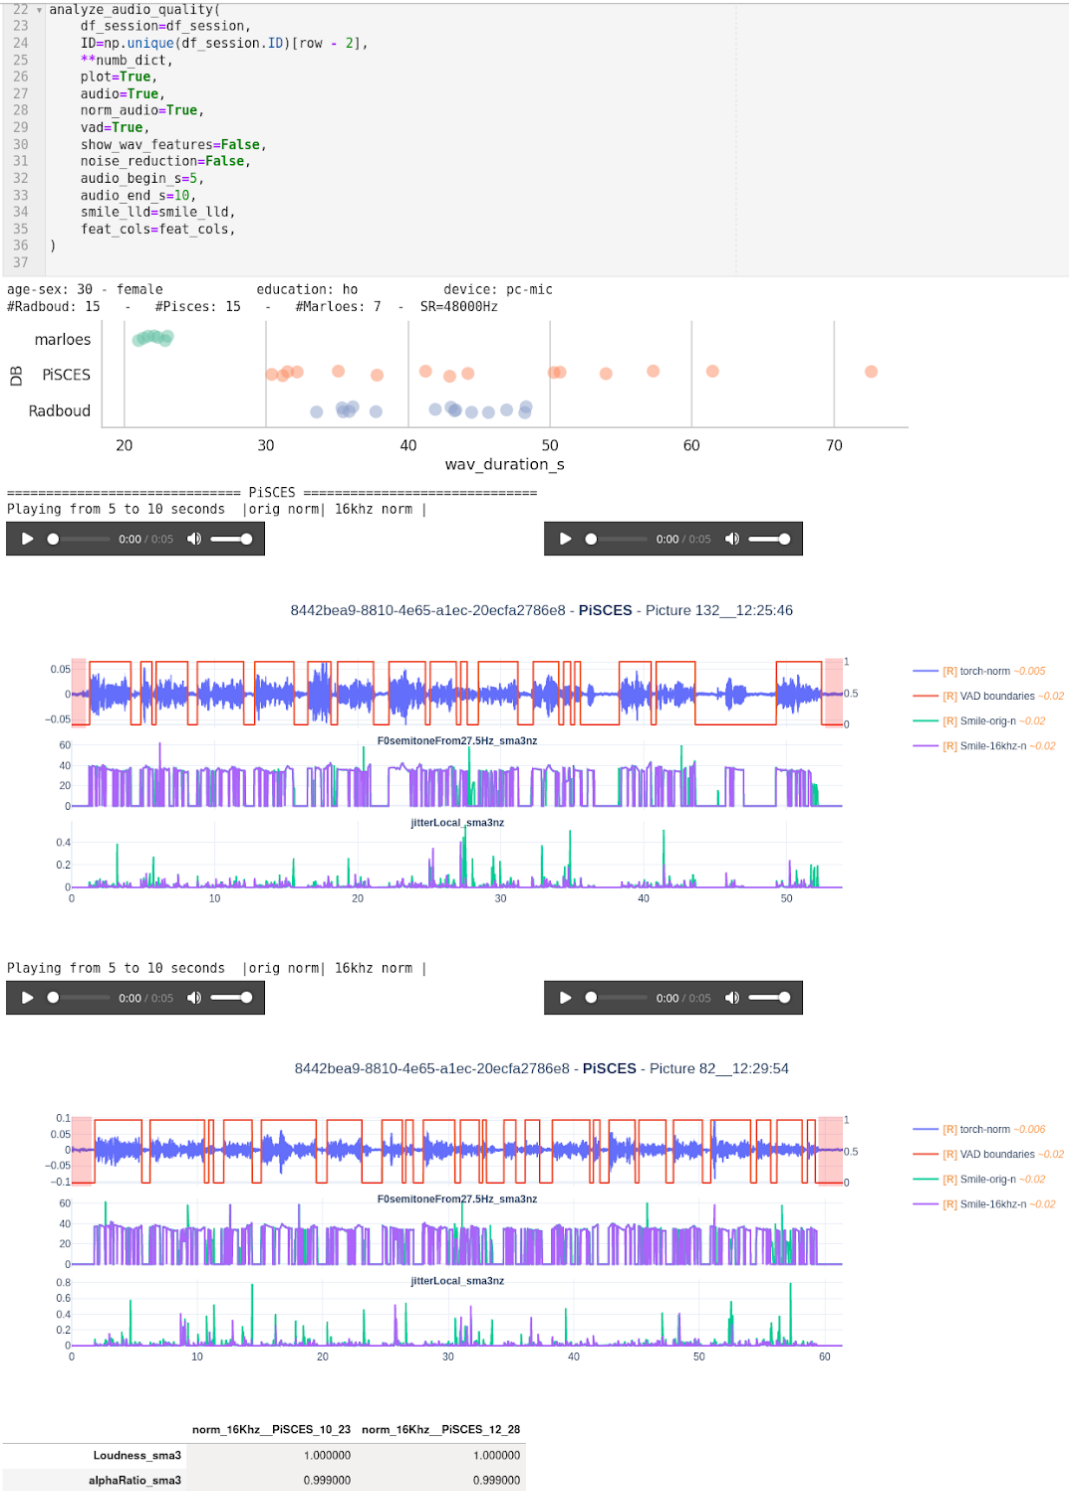 22 analyze_audio_quality(
23 df_session=df_session,
24 ID=np.unique(df_session.ID)[row - 2],
25 **numb_dict,
26 plot=True,
27 audio=True,
28 norm_audio=True,
29 vad=True,
30 show_wav_features=False,
31 noise_reduction=False,
32 audio_begin_s=5,
33 audio_end_s=10,
34 smile_lld=smile_lld,
35 feat_cols=feat_cols,
36 )
37
age-sex: 30 - female education: ho device: pc-mic
#Radboud: 15 - #Pisces: 15 - #Marloes: 7 - SR=48000Hz
marloes
DB PiSCES
Radboud
20 30 40 50 60 70
wav_duration_s
============================== PiSCES ==============================
Playing from 5 to 10 seconds |orig norm| 16khz norm |
0:00 / 0:05 0:00 / 0:05
8442bea9-8810-4e65-a1ec-20ecfa2786e8 - PiSCES - Picture 132__12:25:46
0.05 1
0 0.5
−0.05 0
[R] torch-norm ~0.005
[R] VAD boundaries ~0.02
[R] Smile-orig-n ~0.02
[R] Smile-16khz-n ~0.02
F0semitoneFrom27.5Hz_sma3nz
60
40
20
0
jitterLocal_sma3nz
0.4
0.2
0
0 10 20 30 40 50
Playing from 5 to 10 seconds |orig norm| 16khz norm |
0:00 / 0:05 0:00 / 0:05
8442bea9-8810-4e65-a1ec-20ecfa2786e8 - PiSCES - Picture 82__12:29:54
0.1 1
0.05
0 0.5
−0.05
−0.1 0
[R] torch-norm ~0.006
[R] VAD boundaries ~0.02
[R] Smile-orig-n ~0.02
[R] Smile-16khz-n ~0.02
F0semitoneFrom27.5Hz_sma3nz
60
40
20
0
jitterLocal_sma3nz
0.8
0.6
0.4
0.2
0
0 10 20 30 40 50 60
norm_16Khz__PiSCES_10_23 norm_16Khz__PiSCES_12_28
Loudness_sma3 1.000000 1.000000
alphaRatio_sma3 0.999000 0.999000